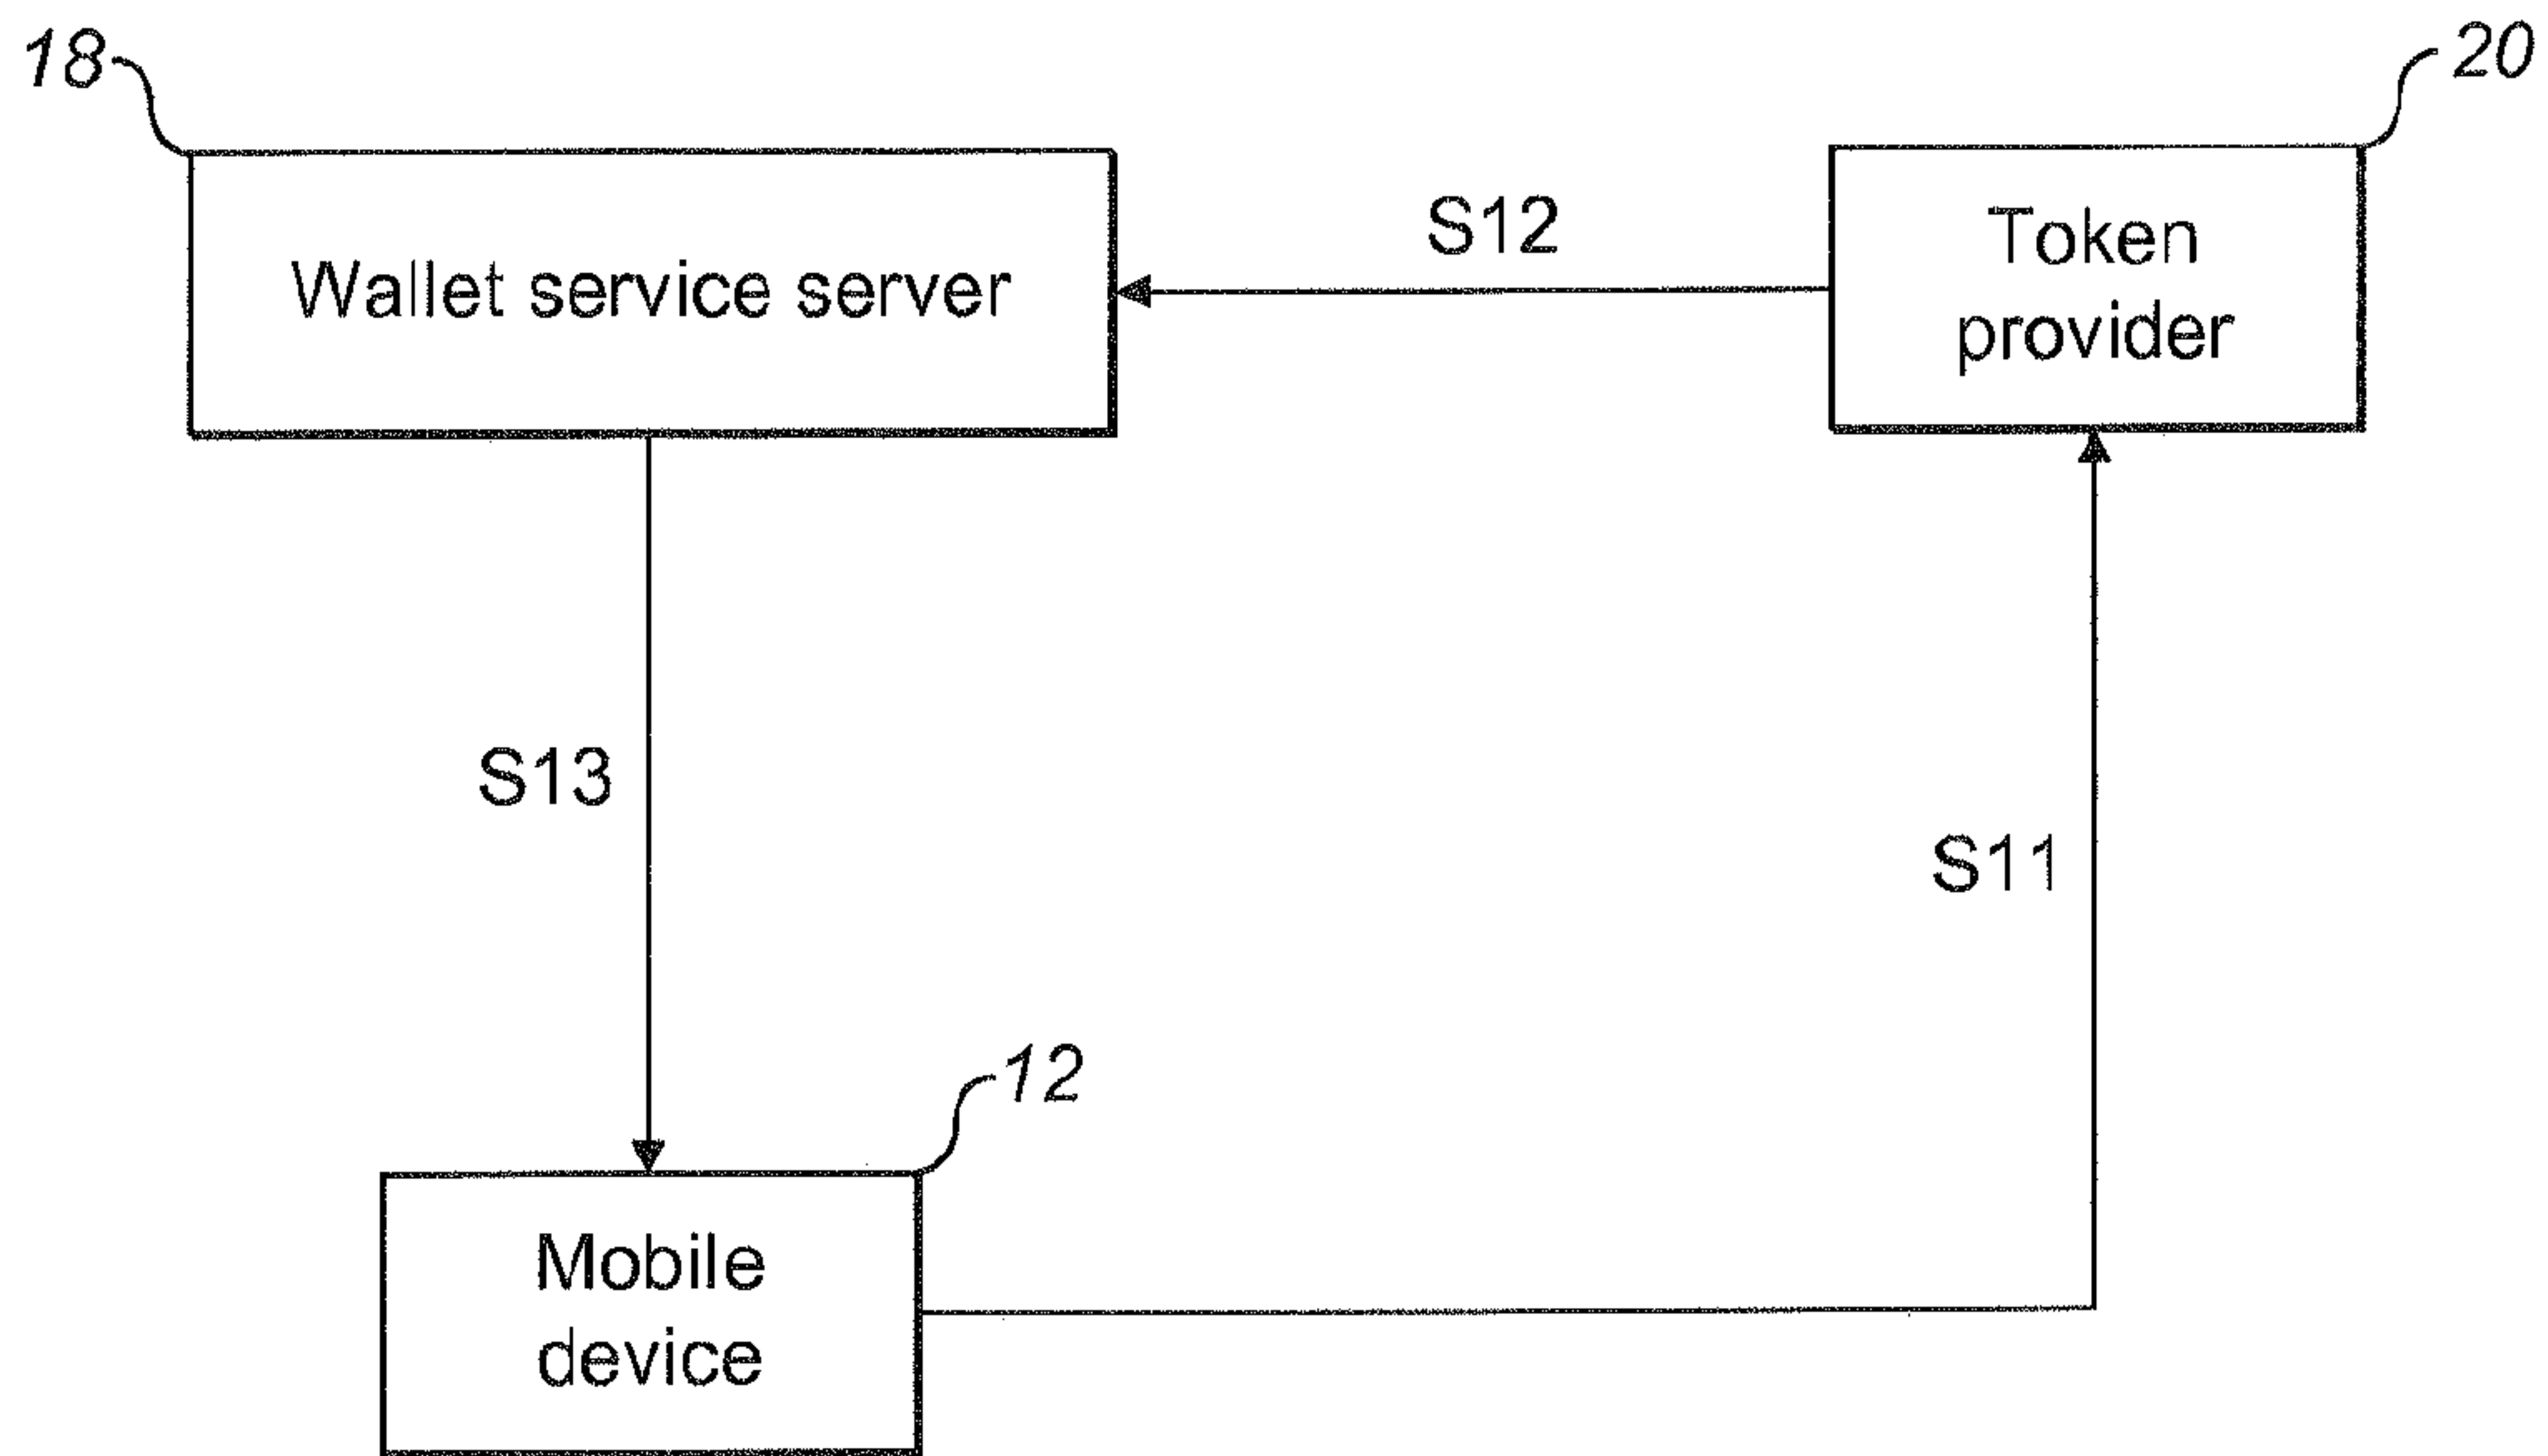 18
20
Wallet service server
S12
Token
provider
S13
S11
12
Mobile
device